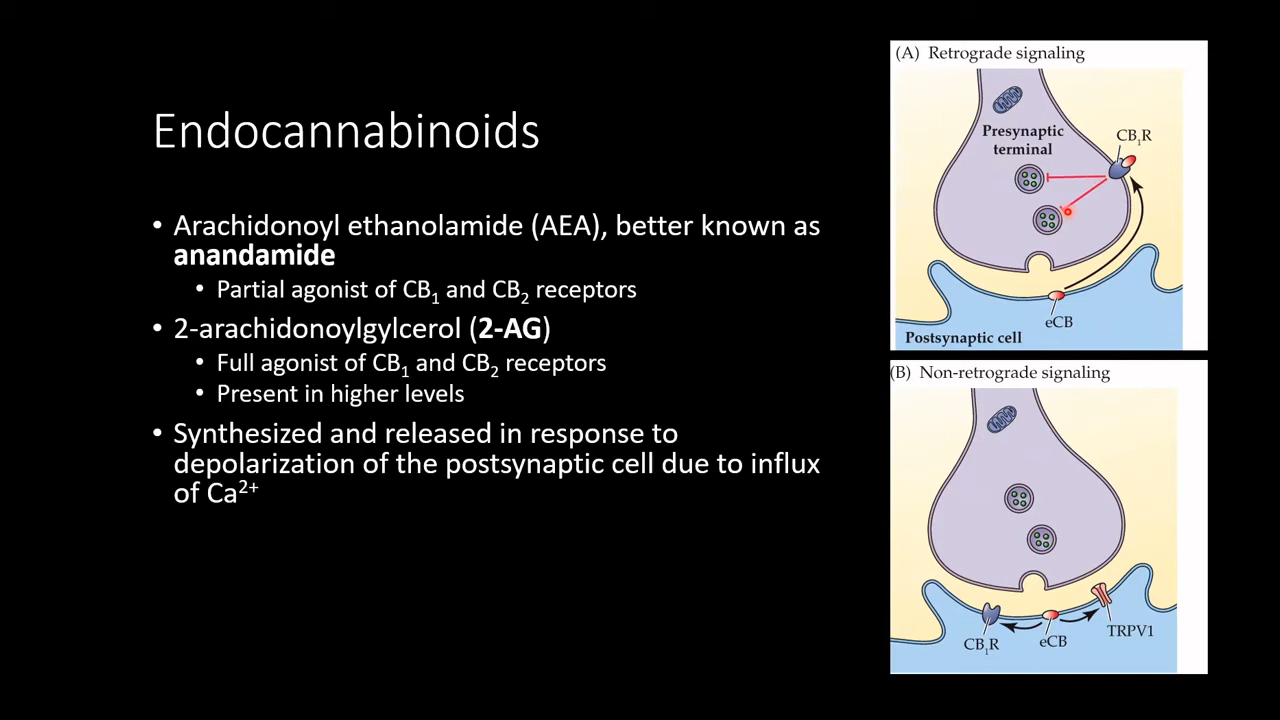 Endocannabinoids
• Arachidonoyl ethanolamide (AEA), better known as
anandamide
• Partial agonist of CB₁ and CB₂ receptors
• 2-arachidonoylgylcerol (2-AG)
• Full agonist of CB₁ and CB₂ receptors
• Present in higher levels
• Synthesized and released in response to
depolarization of the postsynaptic cell due to influx
of Ca²⁺
(A) Retrograde signaling
Presynaptic
terminal
CB₁R
eCB
Postsynaptic cell
(B) Non-retrograde signaling
CB₁R
eCB
TRPV1